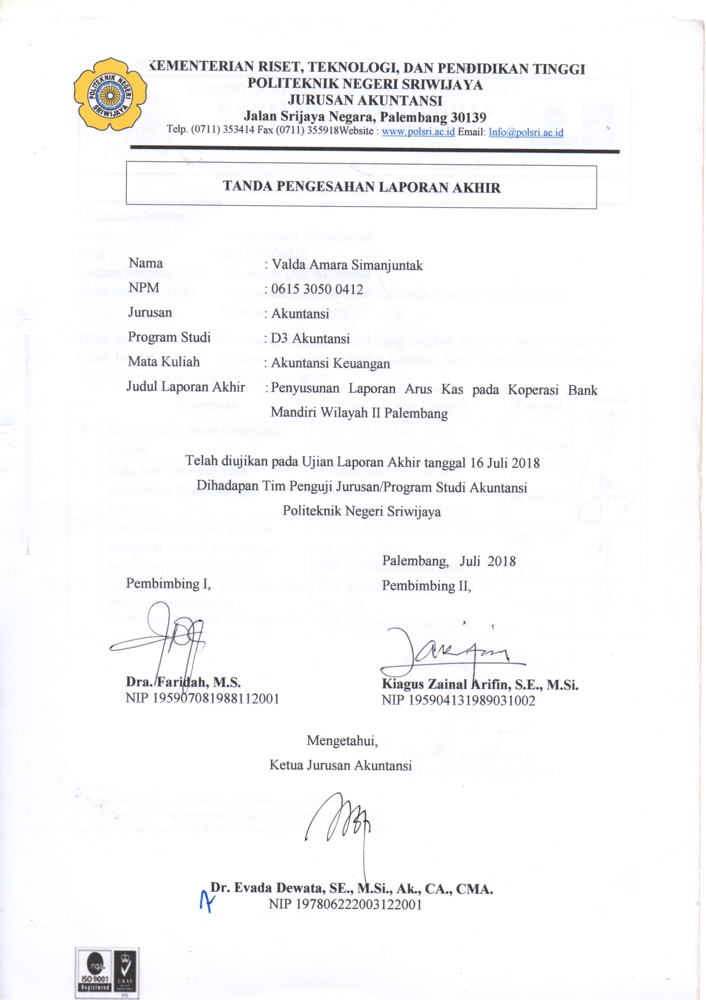 KEMENTERIAN RISET, TEKNOLOGI, DAN PENDIDIKAN TINGGI
POLITEKNIK NEGERI SRIWIJAYA
JURUSAN AKUNTANSI
Jalan Srijaya Negara, Palembang 30139
Telp. (0711) 353414 Fax (0711) 355918Website : www.polsri.ac.id Email: Info@polsri.ac.id
POLITEKNIK NEGERI
SRIWIJAYA
TANDA PENGESAHAN LAPORAN AKHIR
Nama : Valda Amara Simanjuntak
NPM : 0615 3050 0412
Jurusan : Akuntansi
Program Studi : D3 Akuntansi
Mata Kuliah : Akuntansi Keuangan
Judul Laporan Akhir : Penyusunan Laporan Arus Kas pada Koperasi Bank
Mandiri Wilayah II Palembang
Telah diujikan pada Ujian Laporan Akhir tanggal 16 Juli 2018
Dihadapan Tim Penguji Jurusan/Program Studi Akuntansi
Politeknik Negeri Sriwijaya
Palembang, Juli 2018
Pembimbing I, Pembimbing II,
Dra. Faridah, M.S. Kiagus Zainal Arifin, S.E., M.Si.
NIP 195907081988112001 NIP 195904131989031002
Mengetahui,
Ketua Jurusan Akuntansi
Dr. Evada Dewata, SE., M.Si., Ak., CA., CMA.
NIP 197806222003122001
nqa.
ISO 9001 UKAS
Registered